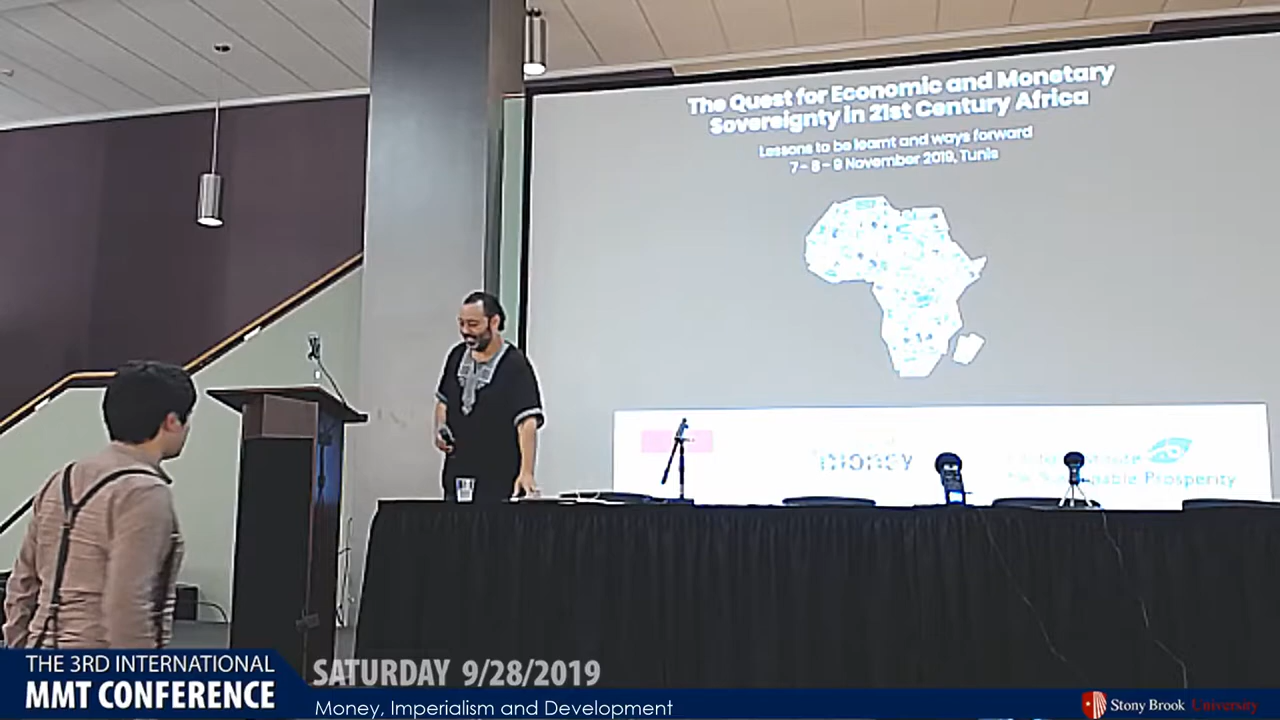 The Quest for Economic and Monetary
Sovereignty in 21st Century Africa
Lessons to be learnt and ways forward
7 - 8 - 9 November 2019, Tunis
money
Prosperity
THE 3RD INTERNATIONAL
MMT CONFERENCE
SATURDAY 9/28/2019
Money, Imperialism and Development
Stony Brook University